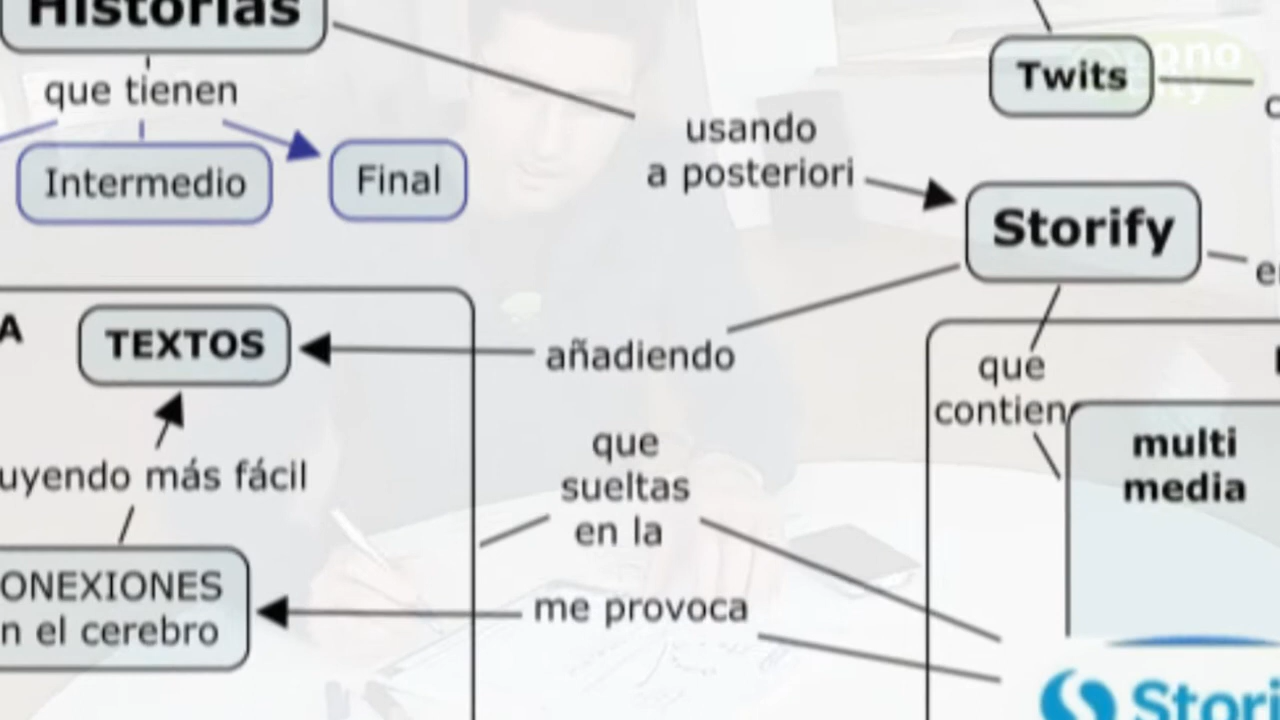 Historias
que tienen
Intermedio
Final
usando
a posteriori
Twits
Storify
A
TEXTOS
añadiendo
que
contien
multi
media
uyendo más fácil
que
sueltas
en la
ONEXIONES
n el cerebro
me provoca
Stori